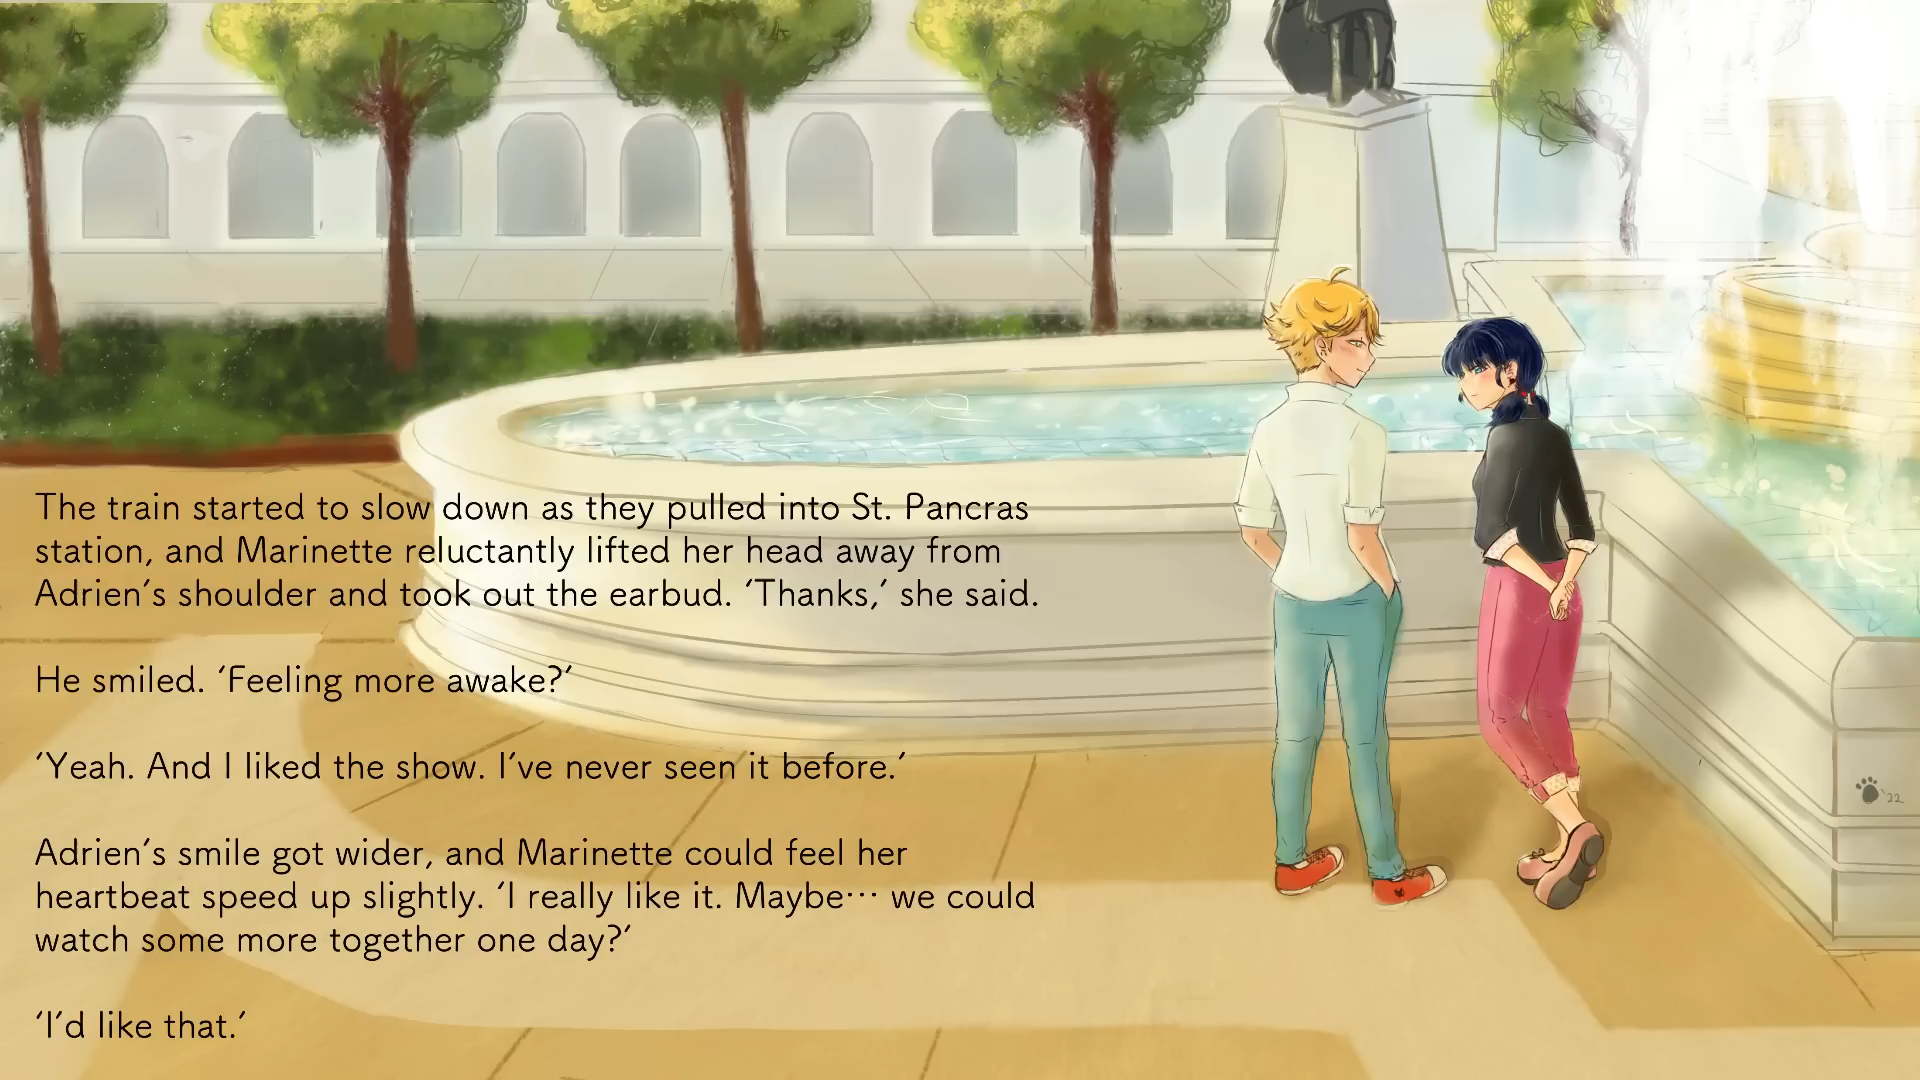 The train started to slow down as they pulled into St. Pancras
station, and Marinette reluctantly lifted her head away from
Adrien's shoulder and took out the earbud. 'Thanks,' she said.
He smiled. 'Feeling more awake?'
'Yeah. And I liked the show. I've never seen it before.'
Adrien's smile got wider, and Marinette could feel her
heartbeat speed up slightly. 'I really like it. Maybe… we could
watch some more together one day?'
'I'd like that.'
'22